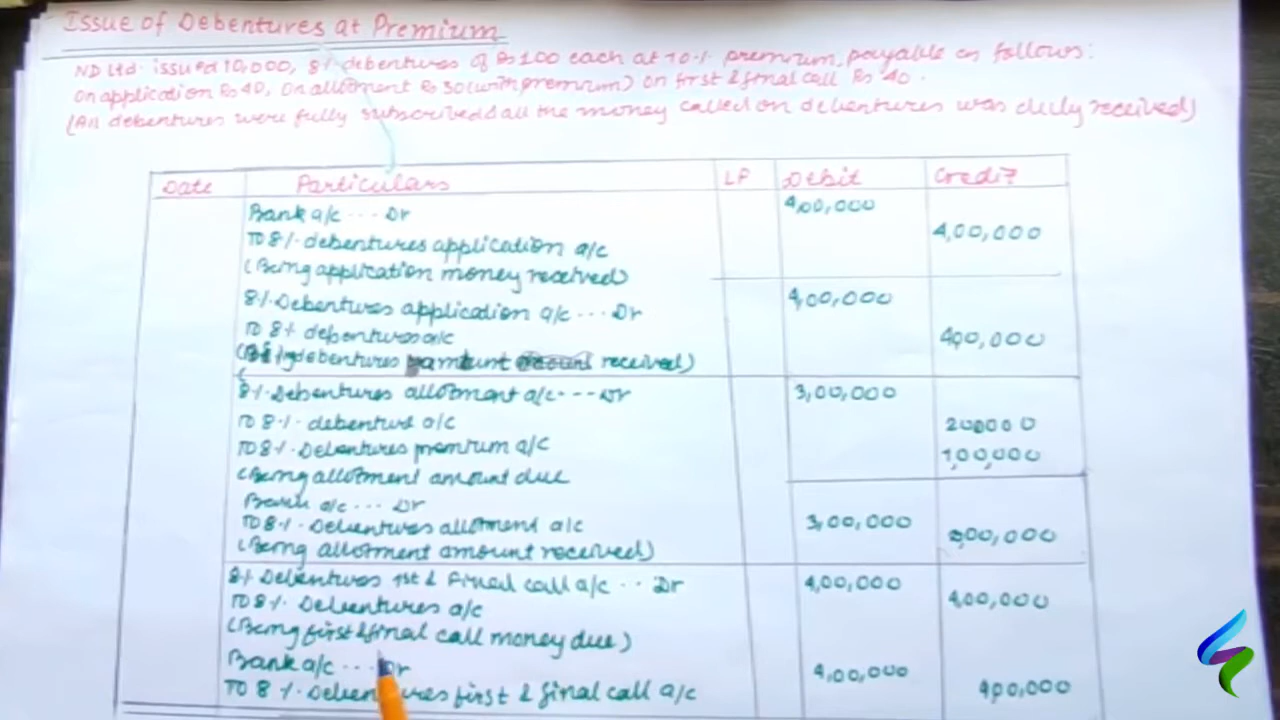 Issue of Debentures at Premium
ND Ltd. issued 10,000, 8% debentures of Rs 100 each at 10% premium, payable as follows:
On application Rs 40, On allotment Rs 30 (with premium) on first & final call Rs 40.
(All debentures were fully subscribed & all the money called on debentures was duly received)
Date Particulars LF Debit Credit
Bank a/c ... Dr 4,00,000
To 8% debentures application a/c 4,00,000
(Being application money received)
8% Debentures application a/c ... Dr 4,00,000
To 8% debentures a/c 400,000
debentures received)
8% Debentures allotment a/c - - - Dr 3,00,000
To 8% debentures a/c 200000
To 8% Debentures premium a/c 1,00,000
(Being allotment amount due
Bank a/c ... Dr
To 8% Debentures allotment a/c 3,00,000 300,000
(Being allotment amount received)
8% Debentures 1st & Final call a/c .. Dr 4,00,000
To 8% Debentures a/c 4,00,000
(Being first & final call money due)
Bank a/c ... Dr 4,00,000
To 8% Debentures first & final call a/c 400,000